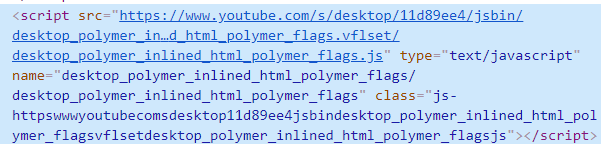 <script src="https://www.youtube.com/s/desktop/11d89ee4/jsbin/
desktop_polymer_in…d_html_polymer_flags.vflset/
desktop_polymer_inlined_html_polymer_flags.js" type="text/javascript"
name="desktop_polymer_inlined_html_polymer_flags/
desktop_polymer_inlined_html_polymer_flags" class="js-
httpswwwyoutubecomsdesktop11d89ee4jsbindesktop_polymer_inlined_html_pol
ymer_flagsvflsetdesktop_polymer_inlined_html_polymer_flagsjs"></script>